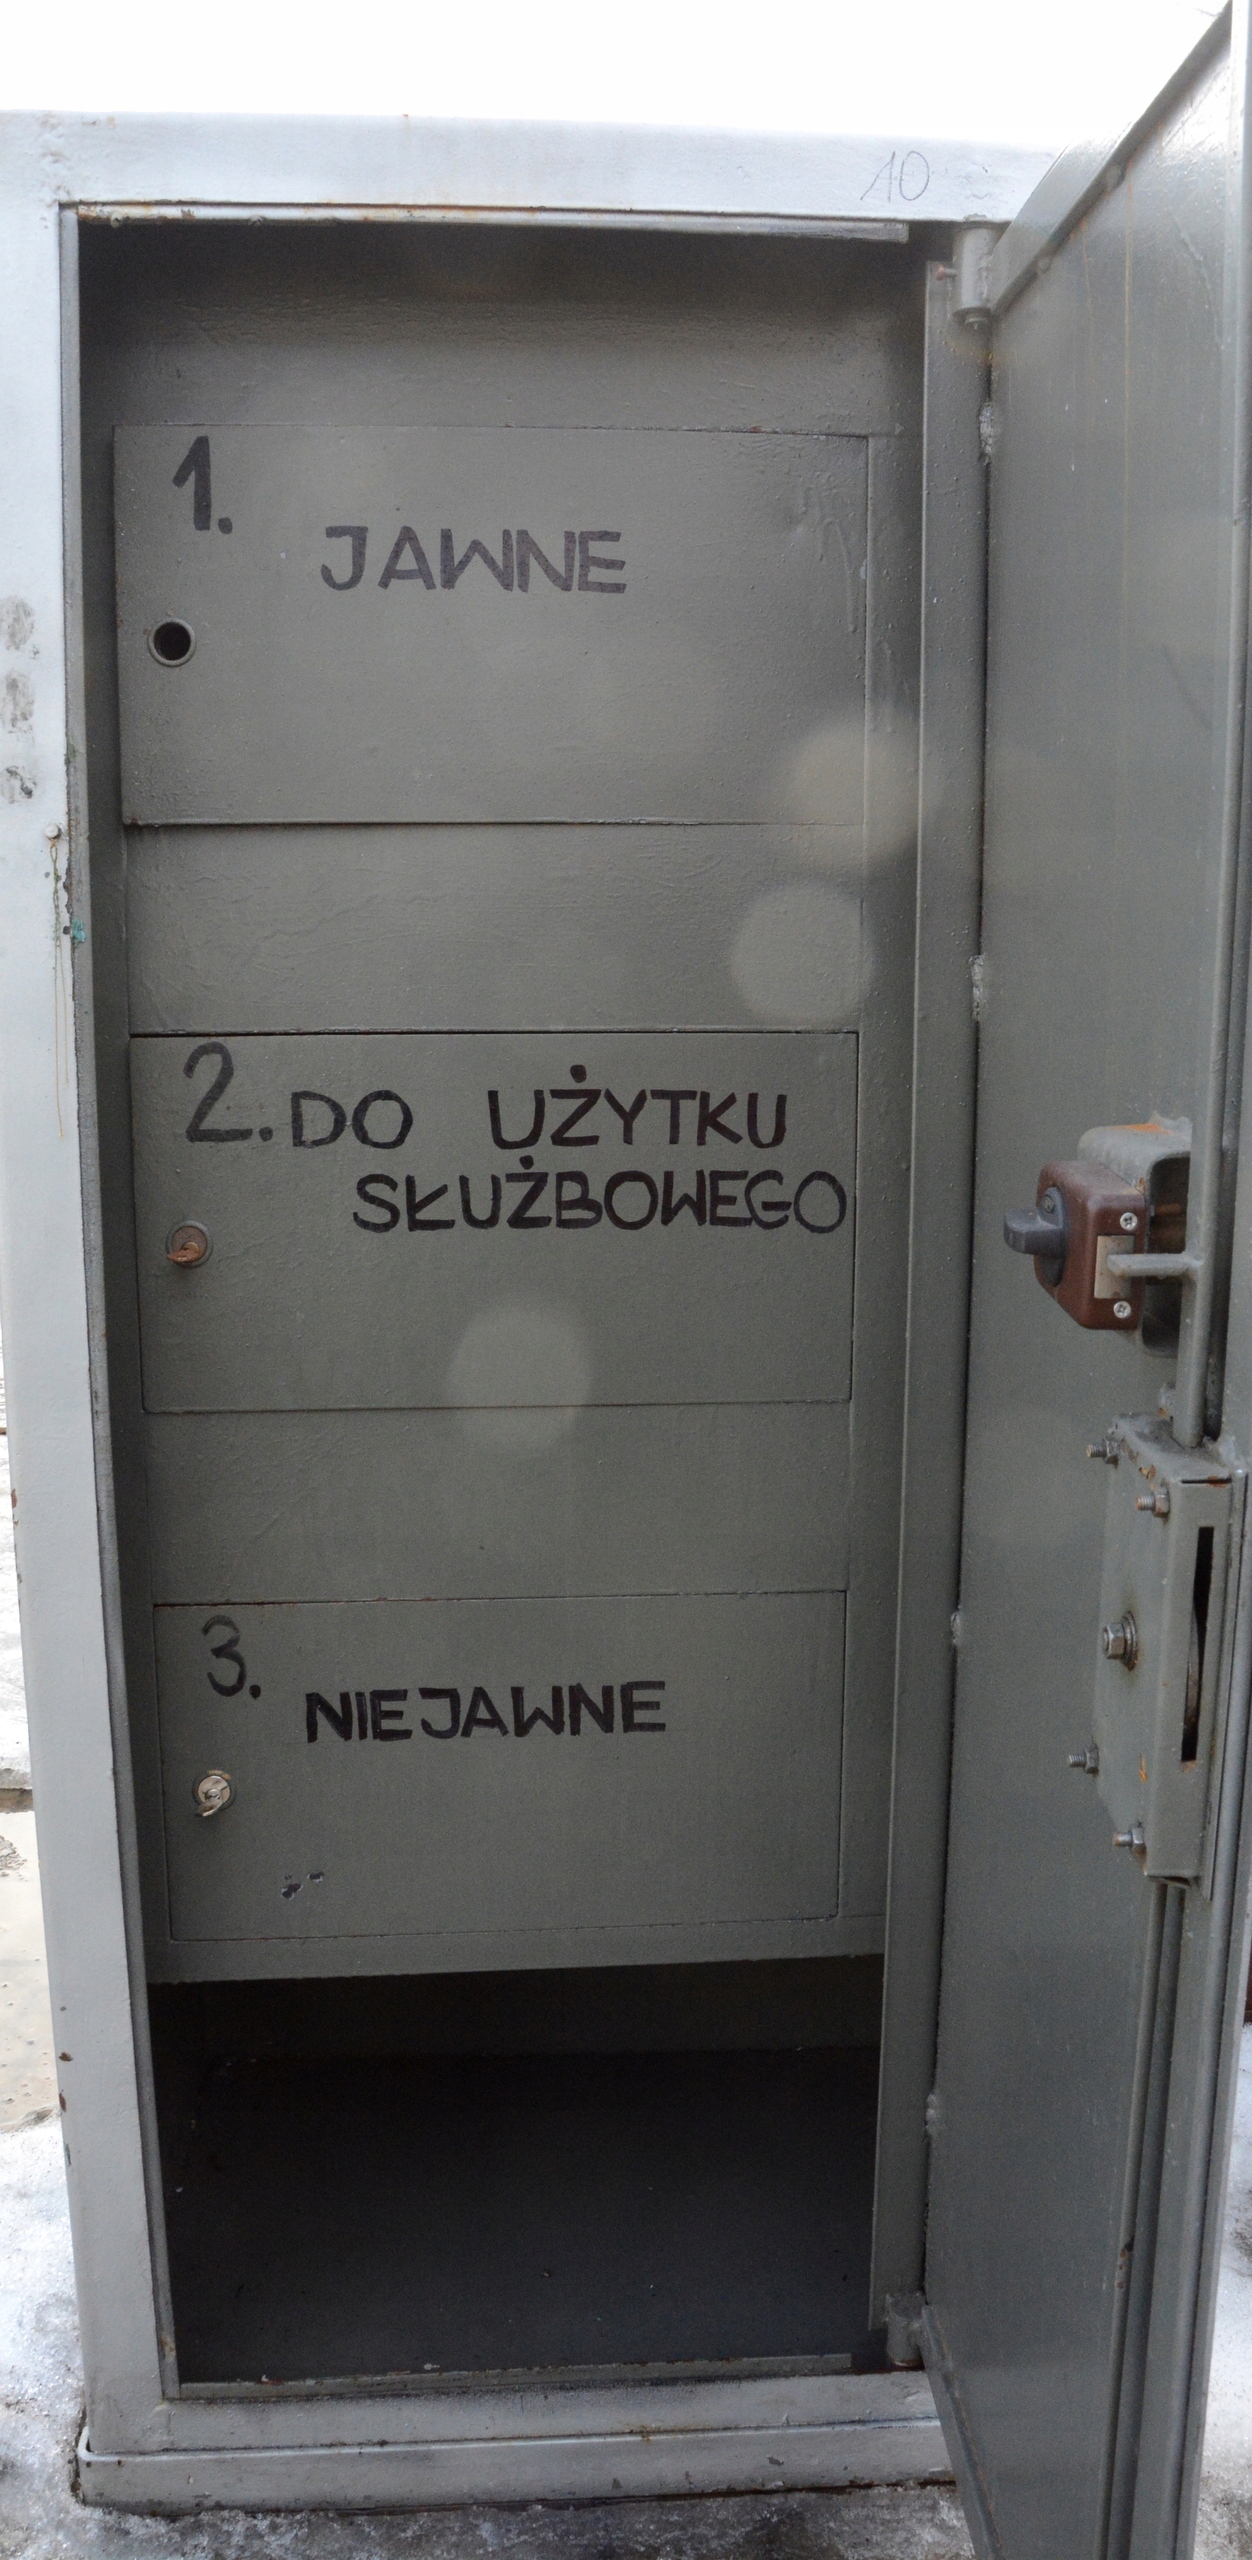 10
1.
JAWNE
2. DO UŻYTKU
SŁUŻBOWEGO
3.
NIEJAWNE